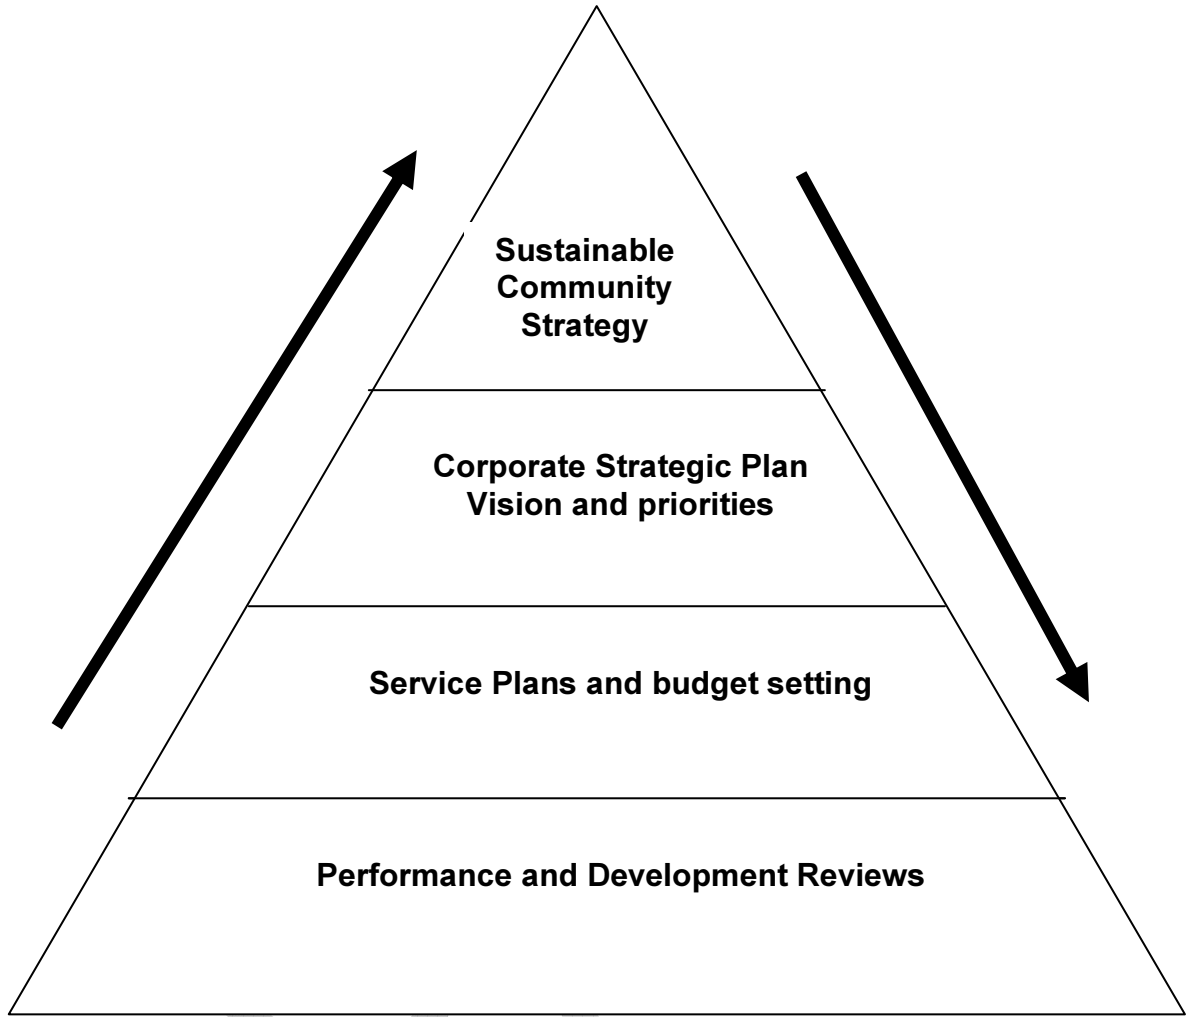 Sustainable
Community
Strategy
Corporate Strategic Plan
Vision and priorities
Service Plans and budget setting
Performance and Development Reviews